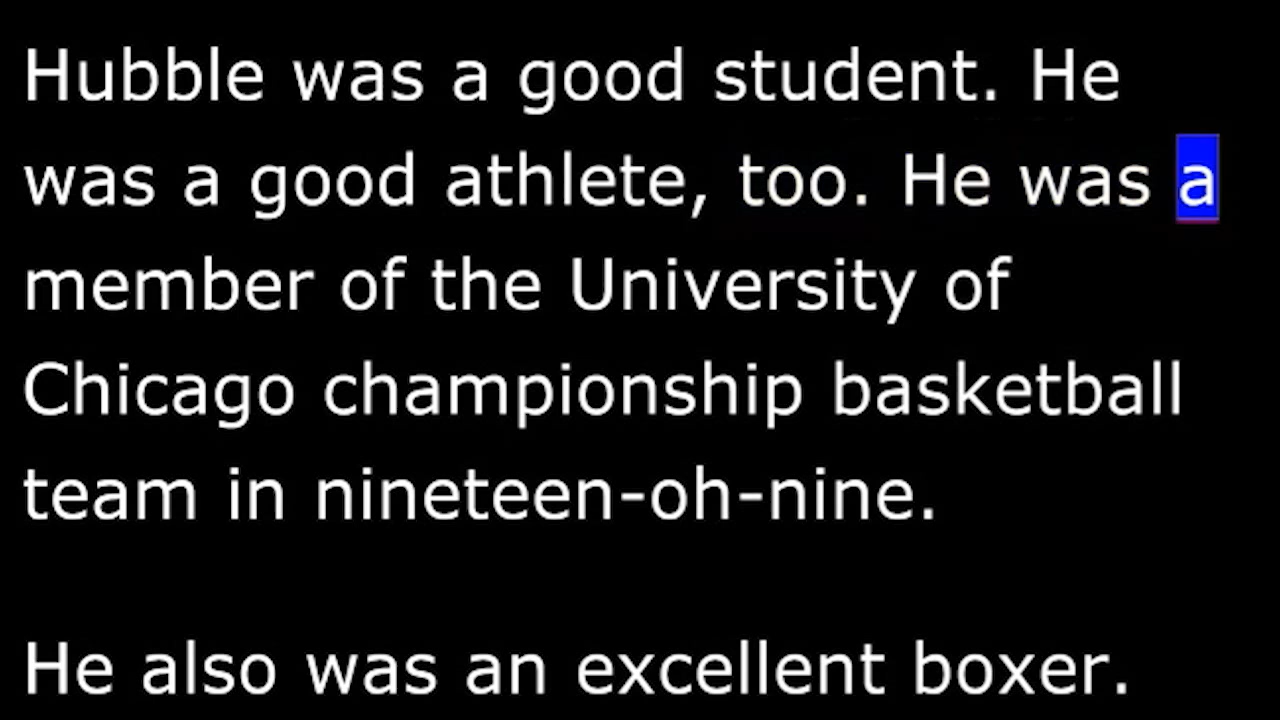 Hubble was a good student. He
was a good athlete, too. He was a
member of the University of
Chicago championship basketball
team in nineteen-oh-nine.
He also was an excellent boxer.